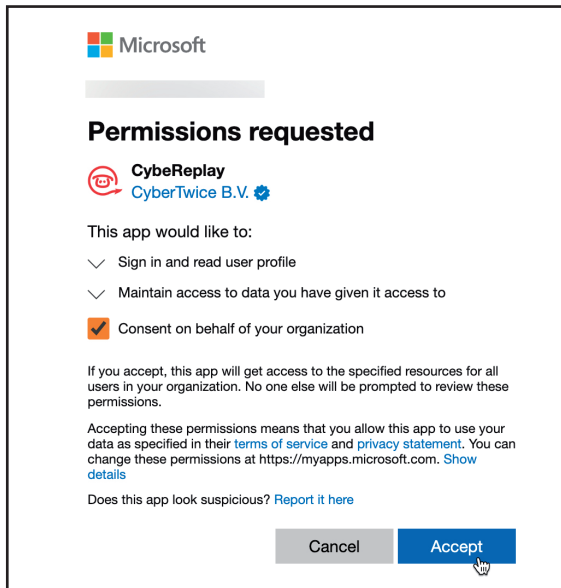 Microsoft
Permissions requested
CybeReplay
CyberTwice B.V.
This app would like to:
Sign in and read user profile
Maintain access to data you have given it access to
Consent on behalf of your organization
If you accept, this app will get access to the specified resources for all
users in your organization. No one else will be prompted to review these
permissions.
Accepting these permissions means that you allow this app to use your
data as specified in their terms of service and privacy statement. You can
change these permissions at https://myapps.microsoft.com. Show
details
Does this app look suspicious? Report it here
Cancel
Accept